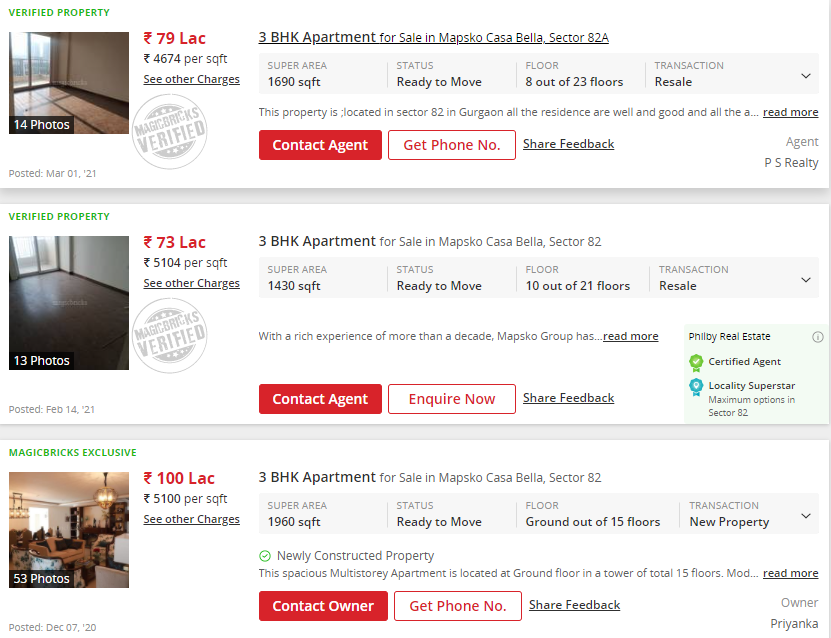 VERIFIED PROPERTY
₹ 79 Lac
₹ 4674 per sqft
See other Charges
14 Photos
MAGICBRICKS
VERIFIED
Posted: Mar 01, '21
3 BHK Apartment for Sale in Mapsko Casa Bella, Sector 82A
SUPER AREA STATUS FLOOR TRANSACTION
1690 sqft Ready to Move 8 out of 23 floors Resale
This property is ;located in sector 82 in Gurgaon all the residence are well and good and all the a... read more
Contact Agent Get Phone No. Share Feedback
Agent
P S Realty
VERIFIED PROPERTY
₹ 73 Lac
₹ 5104 per sqft
See other Charges
magicbricks
13 Photos
MAGICBRICKS
VERIFIED
Posted: Feb 14, '21
3 BHK Apartment for Sale in Mapsko Casa Bella, Sector 82
SUPER AREA STATUS FLOOR TRANSACTION
1430 sqft Ready to Move 10 out of 21 floors Resale
With a rich experience of more than a decade, Mapsko Group has...read more
Contact Agent Enquire Now Share Feedback
Philby Real Estate
Certified Agent
Locality Superstar
Maximum options in
Sector 82
MAGICBRICKS EXCLUSIVE
₹ 100 Lac
₹ 5100 per sqft
See other Charges
53 Photos
Posted: Dec 07, '20
3 BHK Apartment for Sale in Mapsko Casa Bella, Sector 82
SUPER AREA STATUS FLOOR TRANSACTION
1960 sqft Ready to Move Ground out of 15 floors New Property
Newly Constructed Property
This spacious Multistorey Apartment is located at Ground floor in a tower of total 15 floors. Mod... read more
Contact Owner Get Phone No. Share Feedback
Owner
Priyanka